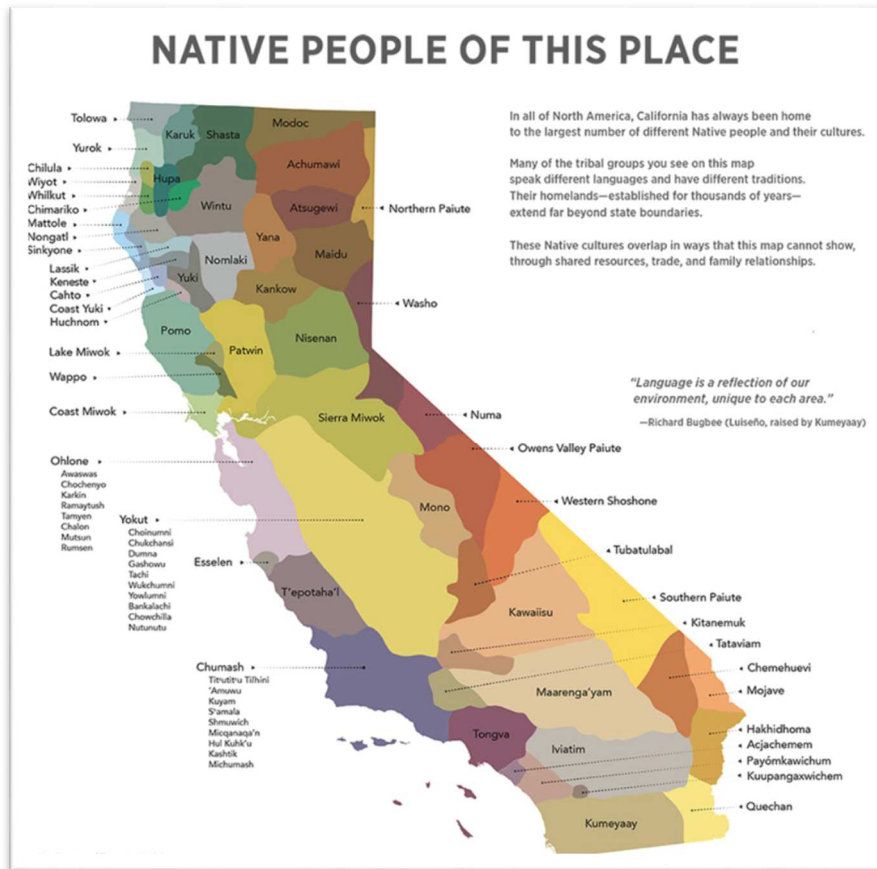 NATIVE PEOPLE OF THIS PLACE
In all of North America, California has always been home
to the largest number of different Native people and their cultures.
Many of the tribal groups you see on this map
speak different languages and have different traditions.
Their homelands—established for thousands of years—
extend far beyond state boundaries.
These Native cultures overlap in ways that this map cannot show,
through shared resources, trade, and family relationships.
"Language is a reflection of our
environment, unique to each area."
—Richard Bugbee (Luiseño, raised by Kumeyaay)
Tolowa
Yurok
Chilula
Wiyot
Whilkut
Chimariko
Mattole
Nongatl
Sinkyone
Lassik
Keneste
Cahto
Coast Yuki
Huchnom
Lake Miwok
Wappo
Coast Miwok
Ohlone
Awaswas
Chochenyo
Karkin
Ramaytush
Tamyen
Chalon
Mutsun
Rumsen
Yokut
Choinumni
Chukchansi
Dumna
Gashowu
Tachi
Wukchumni
Yowlumni
Bankalachi
Chowchilla
Nutunutu
Esselen
Chumash
'Amuwu
Kuyam
Shmuwich
Micqanaqa'n
Hul Kuhk'u
Kashtik
Michumash
Karuk
Shasta
Modoc
Hupa
Achumawi
Wintu
Atsugewi
Northern Paiute
Yana
Nomlaki
Maidu
Yuki
Kankow
Washo
Pomo
Patwin
Nisenan
Sierra Miwok
Numa
Owens Valley Paiute
Mono
Western Shoshone
Tubatulabal
T'epotaha'l
Kawaiisu
Southern Paiute
Kitanemuk
Tataviam
Chemehuevi
Maarenga'yam
Mojave
Tongva
Iviatim
Hakhidhoma
Acjachemem
Payómkawichum
Kuupangaxwichem
Kumeyaay
Quechan